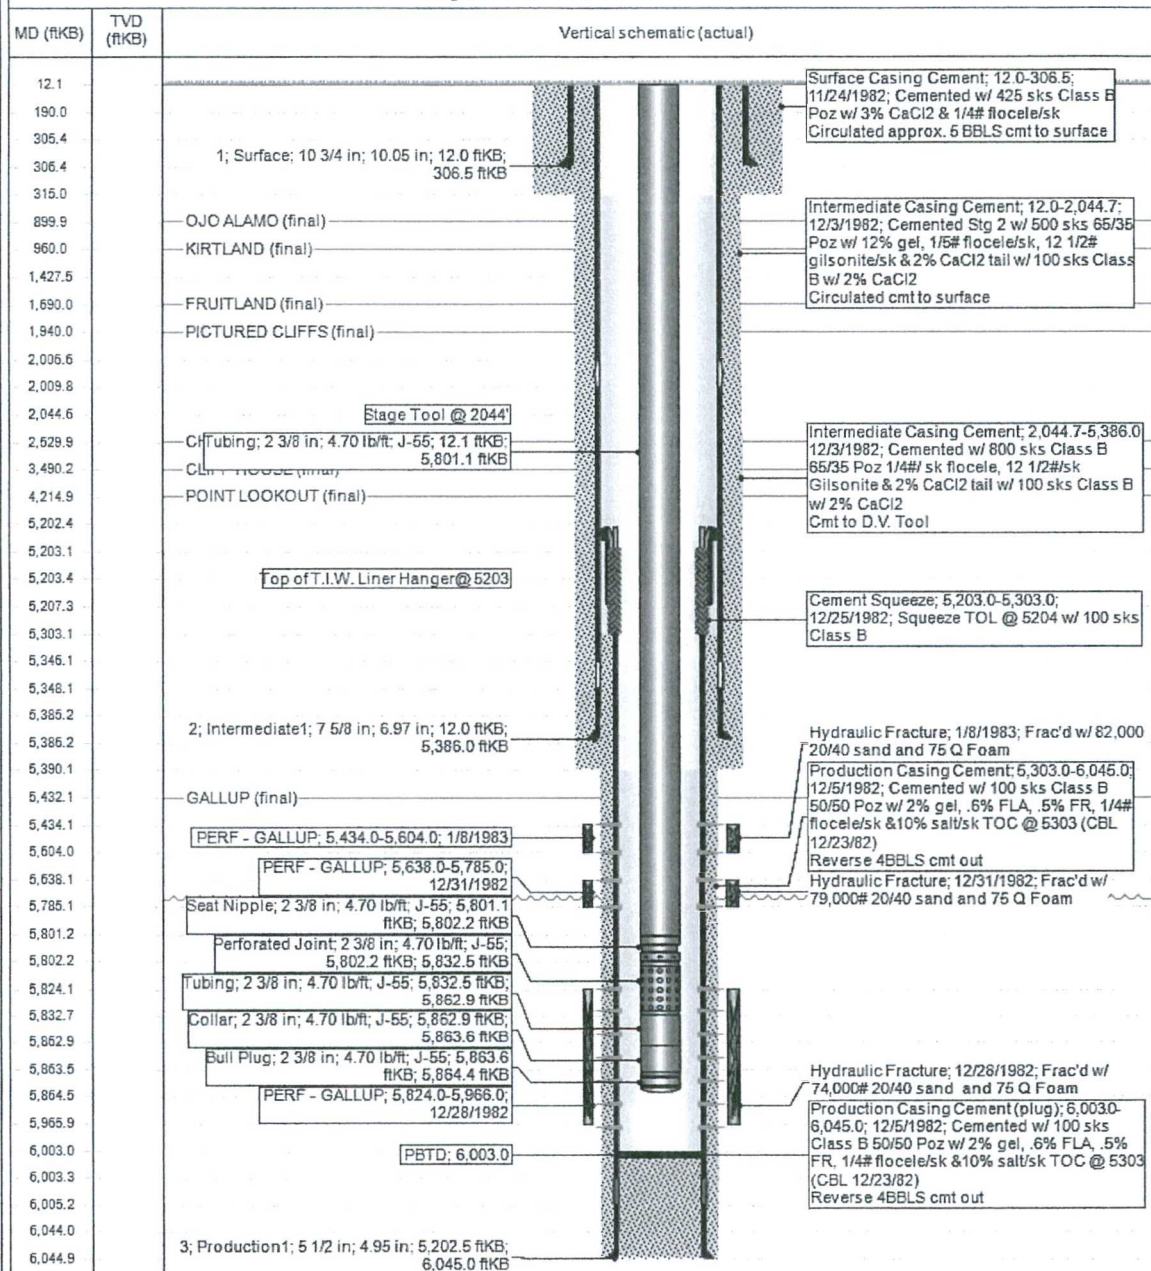 MD (ftKB)
TVD (ftKB)
Vertical schematic (actual)
12.1
190.0
305.4
306.4
315.0
899.9
960.0
1,427.5
1,690.0
1,940.0
2,006.6
2,009.8
2,044.6
2,529.9
3,490.2
4,214.9
5,202.4
5,203.1
5,203.4
5,207.3
5,303.1
5,345.1
5,348.1
5,385.2
5,386.2
5,390.1
5,432.1
5,434.1
5,604.0
5,638.1
5,785.1
5,801.2
5,802.2
5,824.1
5,832.7
5,862.9
5,863.5
5,864.5
5,965.9
6,003.0
6,003.3
6,005.2
6,044.0
6,044.9
1; Surface; 10 3/4 in; 10.05 in; 12.0 ftKB;
306.5 ftKB
OJO ALAMO (final)
KIRTLAND (final)
FRUITLAND (final)
PICTURED CLIFFS (final)
Stage Tool @ 2044'
Tubing; 2 3/8 in; 4.70 lb/ft; J-55; 12.1 ftKB;
5,801.1 ftKB
POINT LOOKOUT (final)
Top of T.I.W. Liner Hanger@ 5203
2; Intermediate1; 7 5/8 in; 6.97 in; 12.0 ftKB;
5,386.0 ftKB
GALLUP (final)
PERF - GALLUP; 5,434.0-5,604.0; 1/8/1983
PERF - GALLUP; 5,638.0-5,785.0;
12/31/1982
Seat Nipple; 2 3/8 in; 4.70 lb/ft; J-55; 5,801.1
ftKB; 5,802.2 ftKB
Perforated Joint; 2 3/8 in; 4.70 lb/ft; J-55;
5,802.2 ftKB; 5,832.5 ftKB
Tubing; 2 3/8 in; 4.70 lb/ft; J-55; 5,832.5 ftKB;
5,862.9 ftKB
Collar; 2 3/8 in; 4.70 lb/ft; J-55; 5,862.9 ftKB;
5,863.6 ftKB
Bull Plug; 2 3/8 in; 4.70 lb/ft; J-55; 5,863.6
ftKB; 5,864.4 ftKB
PERF - GALLUP; 5,824.0-5,966.0;
12/28/1982
PBTD; 6,003.0
3; Production1; 5 1/2 in; 4.95 in; 5,202.5 ftKB;
6,045.0 ftKB
Surface Casing Cement; 12.0-306.5;
11/24/1982; Cemented w/ 425 sks Class B
Poz w/ 3% CaCl2 & 1/4# flocele/sk
Circulated approx. 5 BBLS cmt to surface
Intermediate Casing Cement; 12.0-2,044.7;
12/3/1982; Cemented Stg 2 w/ 500 sks 65/35
Poz w/ 12% gel, 1/5# flocele/sk, 12 1/2#
gilsonite/sk & 2% CaCl2 tail w/ 100 sks Class
B w/ 2% CaCl2
Circulated cmt to surface
Intermediate Casing Cement; 2,044.7-5,386.0
12/3/1982; Cemented w/ 800 sks Class B
65/35 Poz 1/4#/ sk flocele, 12 1/2#/sk
Gilsonite & 2% CaCl2 tail w/ 100 sks Class B
w/ 2% CaCl2
Cmt to D.V. Tool
Cement Squeeze; 5,203.0-5,303.0;
12/25/1982; Squeeze TOL @ 5204 w/ 100 sks
Class B
Hydraulic Fracture; 1/8/1983; Frac'd w/ 82,000
20/40 sand and 75 Q Foam
Production Casing Cement; 5,303.0-6,045.0;
12/5/1982; Cemented w/ 100 sks Class B
50/50 Poz w/ 2% gel, .6% FLA, .5% FR, 1/4#
flocele/sk &10% salt/sk TOC @ 5303 (CBL
12/23/82)
Reverse 4BBLS cmt out
Hydraulic Fracture; 12/31/1982; Frac'd w/
79,000# 20/40 sand and 75 Q Foam
Hydraulic Fracture; 12/28/1982; Frac'd w/
74,000# 20/40 sand and 75 Q Foam
Production Casing Cement (plug); 6,003.0-
6,045.0; 12/5/1982; Cemented w/ 100 sks
Class B 50/50 Poz w/ 2% gel, .6% FLA, .5%
FR, 1/4# flocele/sk &10% salt/sk TOC @ 5303
(CBL 12/23/82)
Reverse 4BBLS cmt out